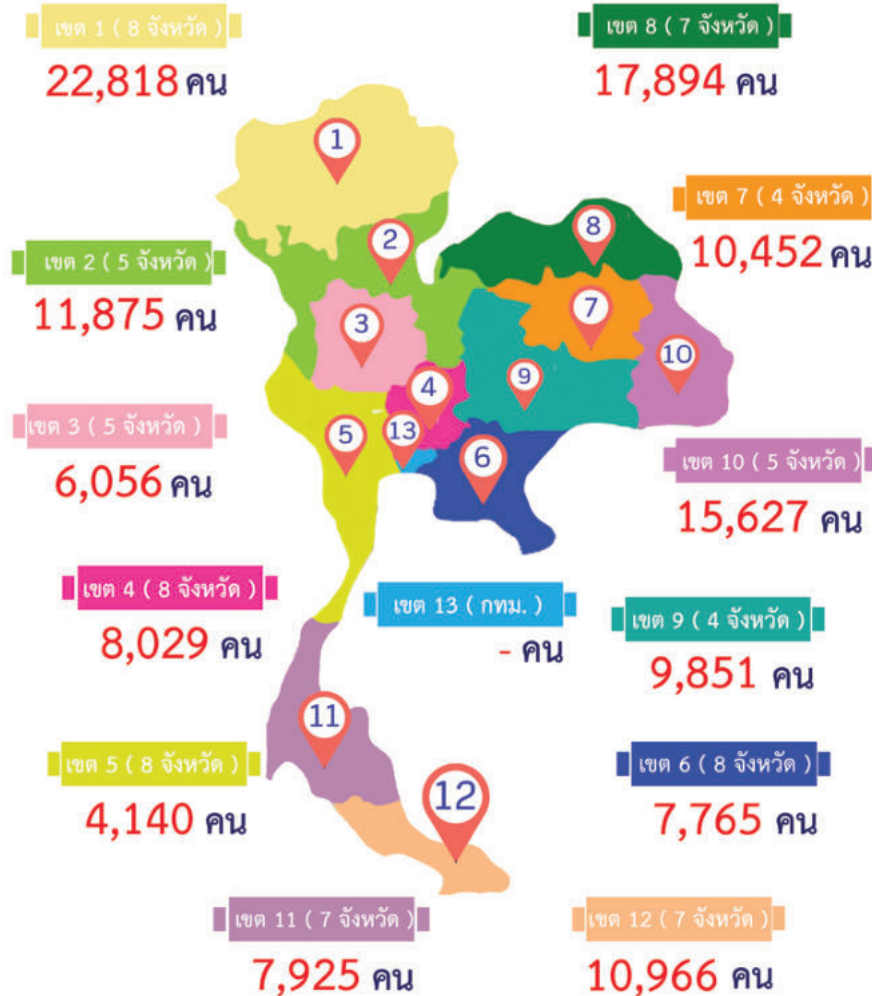 เขต 1 ( 8 จังหวัด )
22,818 คน
เขต 8 ( 7 จังหวัด )
17,894 คน
1
เขต 7 ( 4 จังหวัด )
10,452 คน
2
8
เขต 2 ( 5 จังหวัด )
11,875 คน
3
7
10
9
4
เขต 3 ( 5 จังหวัด )
6,056 คน
5
13
6
เขต 10 ( 5 จังหวัด )
15,627 คน
เขต 4 ( 8 จังหวัด )
8,029 คน
เขต 13 ( กทม. )
- คน
เขต 9 ( 4 จังหวัด )
9,851 คน
11
เขต 5 ( 8 จังหวัด )
4,140 คน
12
เขต 6 ( 8 จังหวัด )
7,765 คน
เขต 11 ( 7 จังหวัด )
7,925 คน
เขต 12 ( 7 จังหวัด )
10,966 คน